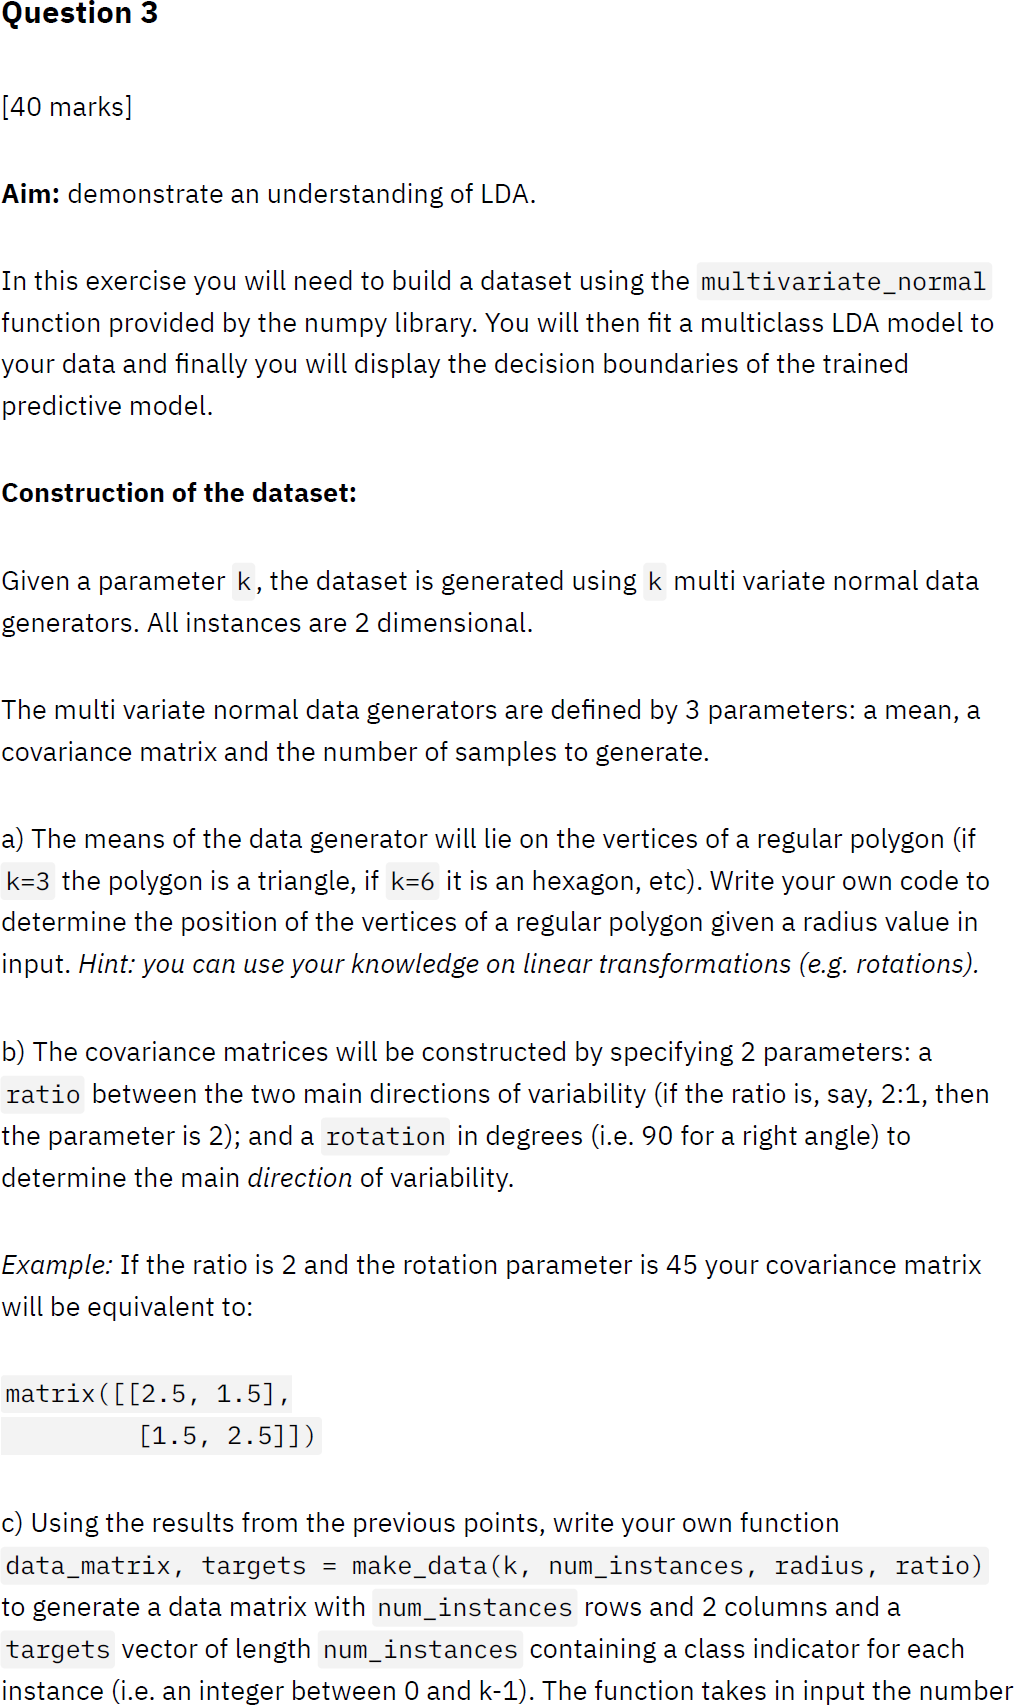 Question 3
[40 marks]
Aim: demonstrate an understanding of LDA.
In this exercise you will need to build a dataset using the multivariate_normal
function provided by the numpy library. You will then fit a multiclass LDA model to
your data and finally you will display the decision boundaries of the trained
predictive model.
Construction of the dataset:
Given a parameter k, the dataset is generated using k multi variate normal data
generators. All instances are 2 dimensional.
The multi variate normal data generators are defined by 3 parameters: a mean, a
covariance matrix and the number of samples to generate.
a) The means of the data generator will lie on the vertices of a regular polygon (if
k=3 the polygon is a triangle, if k=6 it is an hexagon, etc). Write your own code to
determine the position of the vertices of a regular polygon given a radius value in
input. Hint: you can use your knowledge on linear transformations (e.g. rotations).
b) The covariance matrices will be constructed by specifying 2 parameters: a
ratio between the two main directions of variability (if the ratio is, say, 2:1, then
the parameter is 2); and a rotation in degrees (i.e. 90 for a right angle) to
determine the main direction of variability.
Example: If the ratio is 2 and the rotation parameter is 45 your covariance matrix
will be equivalent to:
matrix([[2.5, 1.5],
[1.5, 2.5]])
c) Using the results from the previous points, write your own function
data_matrix, targets = make_data(k, num_instances, radius, ratio)
to generate a data matrix with num_instances rows and 2 columns and a
targets vector of length num_instances containing a class indicator for each
instance (i.e. an integer between 0 and k-1). The function takes in input the number